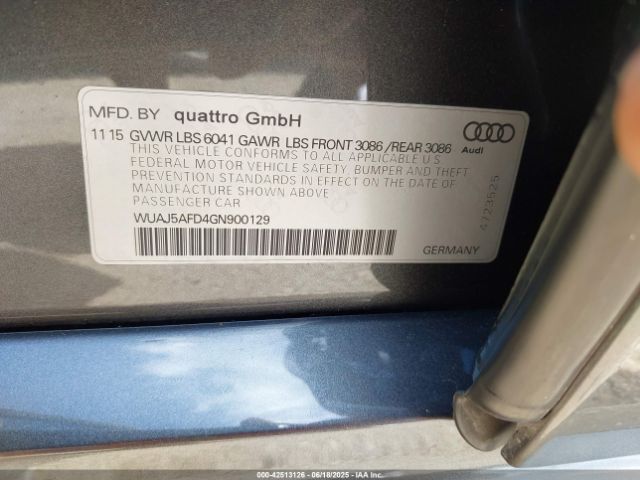 MFD. BY quattro GmbH
11 15 GVWR LBS 6041 GAWR LBS FRONT 3086 /REAR 3086
THIS VEHICLE CONFORMS TO ALL APPLICABLE U S
FEDERAL MOTOR VEHICLE SAFETY, BUMPER AND THEFT
PREVENTION STANDARDS IN EFFECT ON THE DATE OF
MANUFACTURE SHOWN ABOVE
PASSENGER CAR
WUAJ5AFD4GN900129
Audi
4723625
GERMANY
000-42513126 - 06/18/2025 - IAAI, Inc.